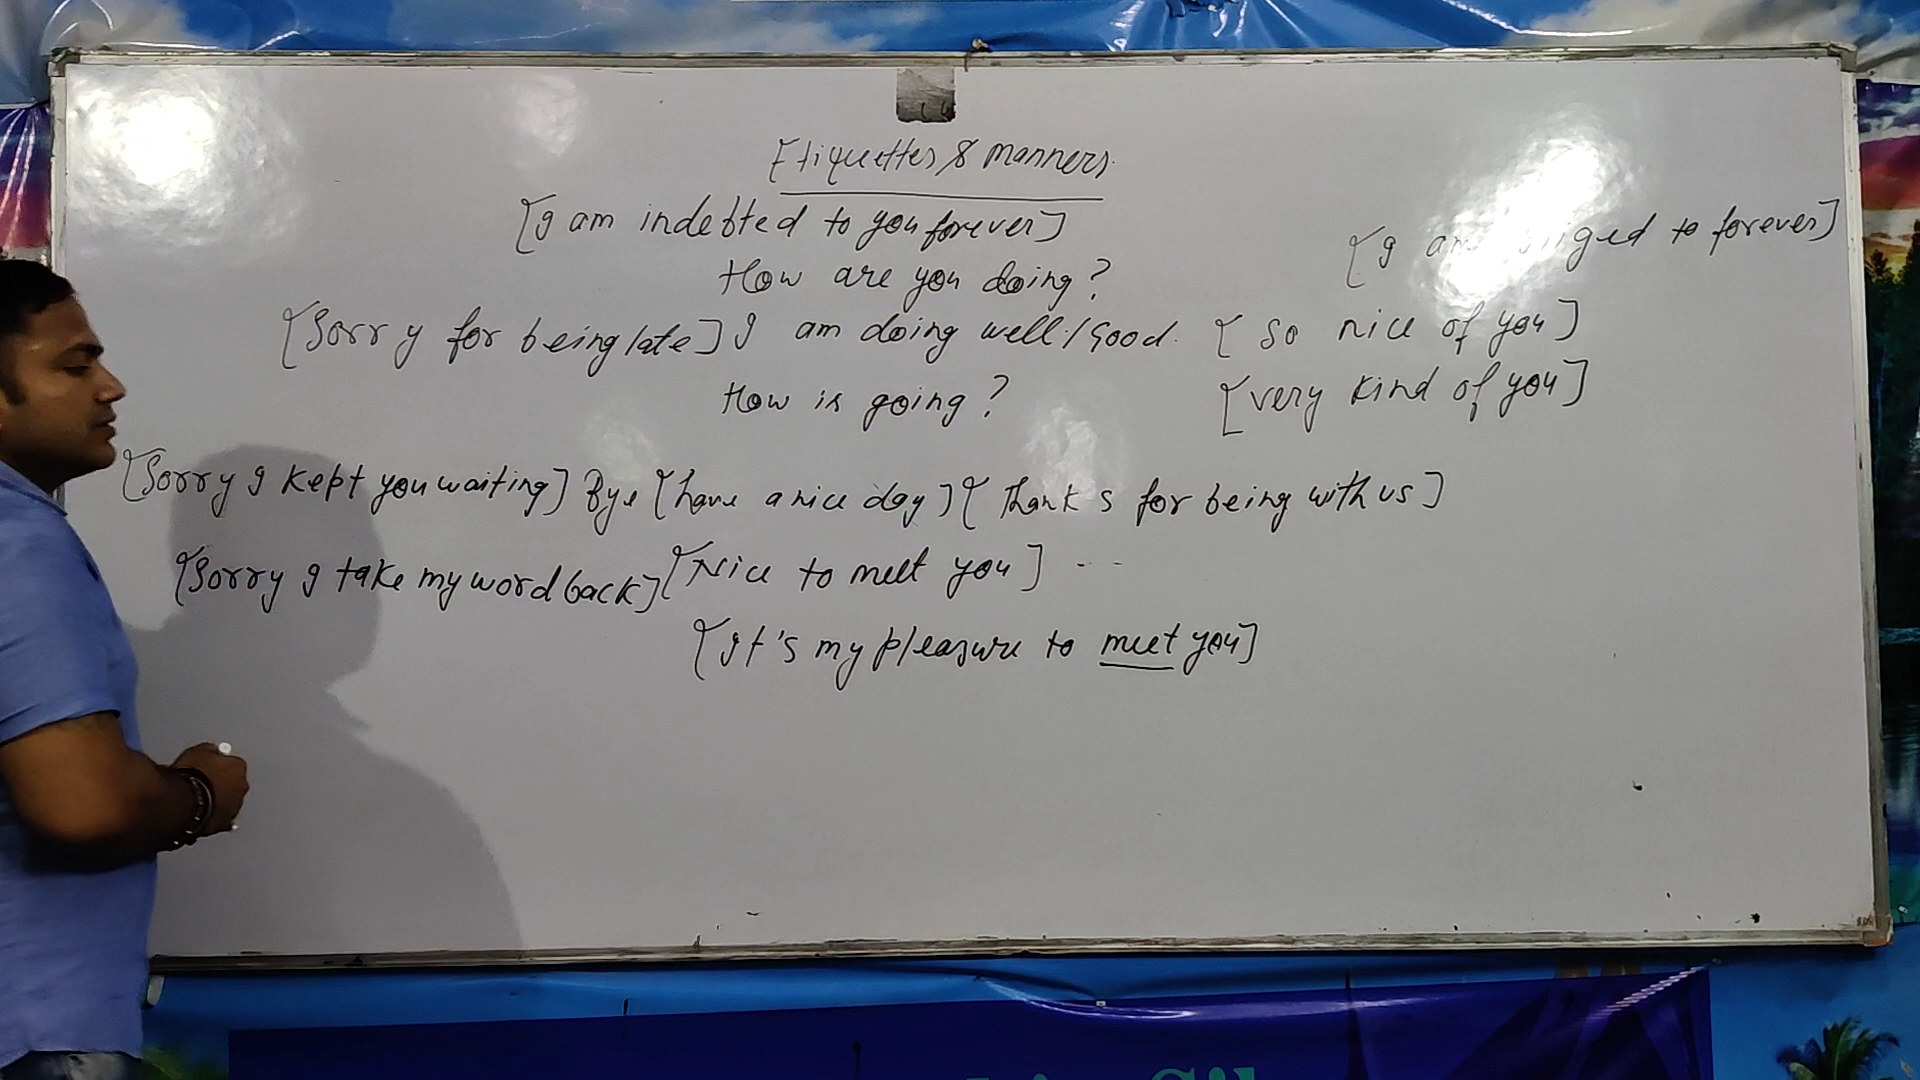 Etiquettes & manners.
[I am indebted to you forever]
[I am obliged to forever]
How are you doing?
[Sorry for being late] I am doing well/Good. [so nice of you]
How is going? [very kind of you]
[Sorry I kept you waiting] Bye [have a nice day] [Thanks for being with us]
[Sorry I take my word back] [Nice to meet you] ...
[It's my pleasure to meet you]